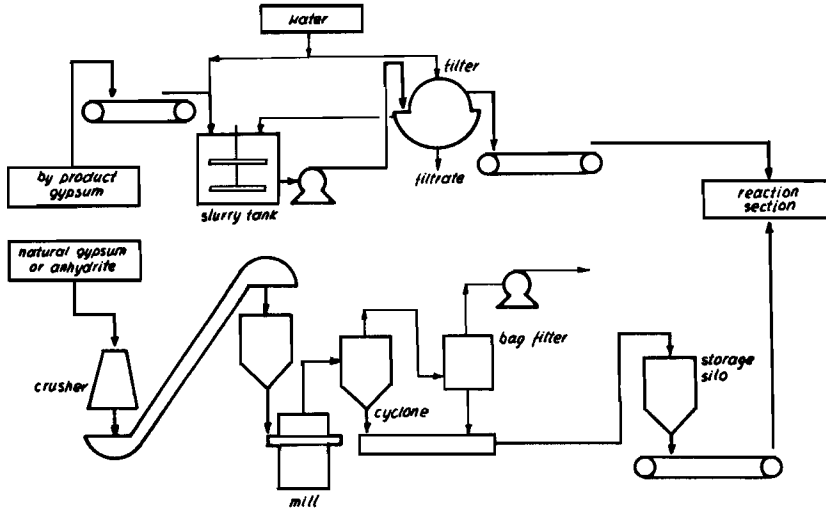 water
filter
by product
gypsum
slurry tank
filtrate
reaction
section
natural gypsum
or anhydrite
bag filter
storage
silo
crusher
cyclone
mill